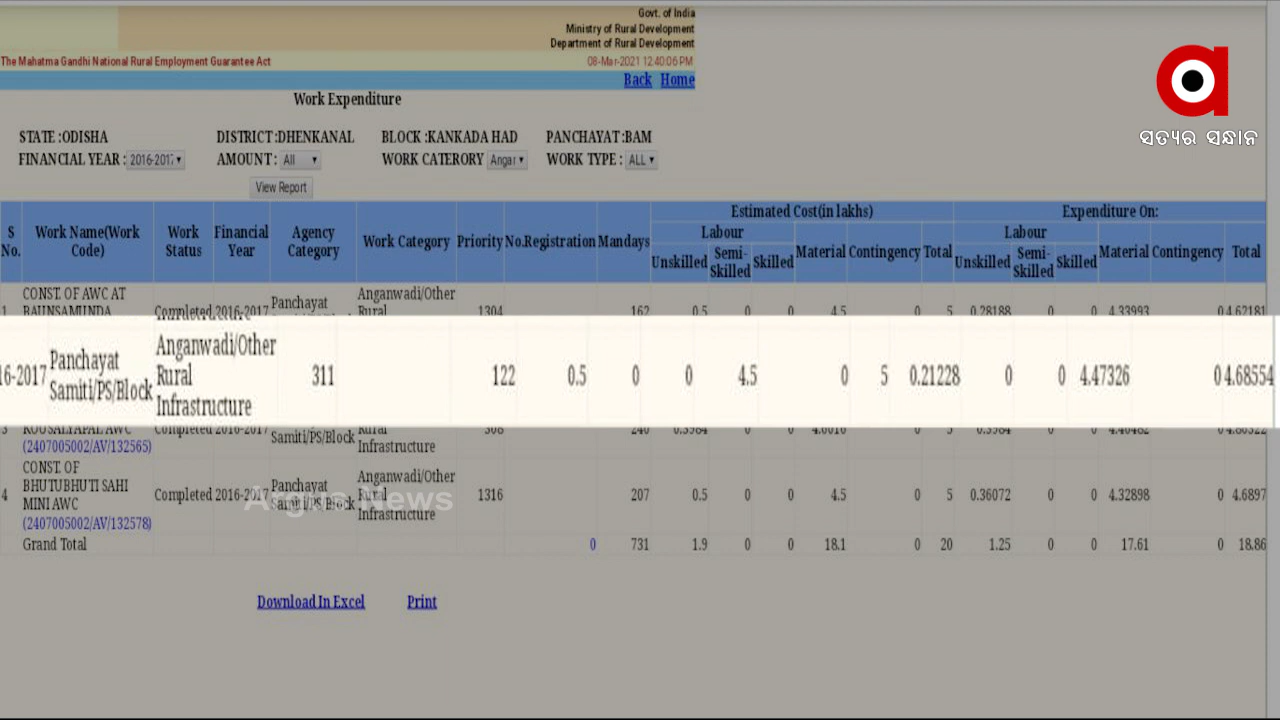 Govt. of India
Ministry of Rural Development
Department of Rural Development
The Mahatma Gandhi National Rural Employment Guarantee Act 08-Mar-2021 12:40:06 PM
Back Home
Work Expenditure
ସତ୍ୟର ସନ୍ଧାନ
STATE :ODISHA DISTRICT :DHENKANAL BLOCK :KANKADA HAD PANCHAYAT :BAM
FINANCIAL YEAR : 2016-2017 AMOUNT : All WORK CATERORY Angar WORK TYPE : ALL
View Report
S No. Work Name(Work Code) Work Status Financial Year Agency Category Work Category Priority No. Registration Mandays Estimated Cost(in lakhs) Expenditure On:
Labour Material Contingency Total Labour Material Contingency Total
Unskilled Semi-Skilled Skilled Unskilled Semi-Skilled Skilled
CONST. OF AWC AT Panchayat Anganwadi/Other
1 BAUNSAMUNDA Completed 2016-2017 Rural 1304 162 0.5 0 0 4.5 0 5 0.28188 0 0 4.33993 0 4.62181
16-2017 Panchayat Samiti/PS/Block Anganwadi/Other Rural Infrastructure 311 122 0.5 0 0 4.5 0 5 0.21228 0 0 4.47326 0 4.68554
3 KOUSALYAPAL AWC Completed 2016-2017 Samiti/PS/Block Rural
(2407005002/AV/132565) Infrastructure
CONST. OF
4 BHUTUBHUTI SAHI MINI AWC Completed 2016-2017 Panchayat Samiti/PS/Block Anganwadi/Other Rural Infrastructure 1316 207 0.5 0 0 4.5 0 5 0.36072 0 0 4.32898 0 4.6897
(2407005002/AV/132578)
Grand Total 0 731 1.9 0 0 18.1 0 20 1.25 0 0 17.61 0 18.86
Argus News
Download In Excel Print